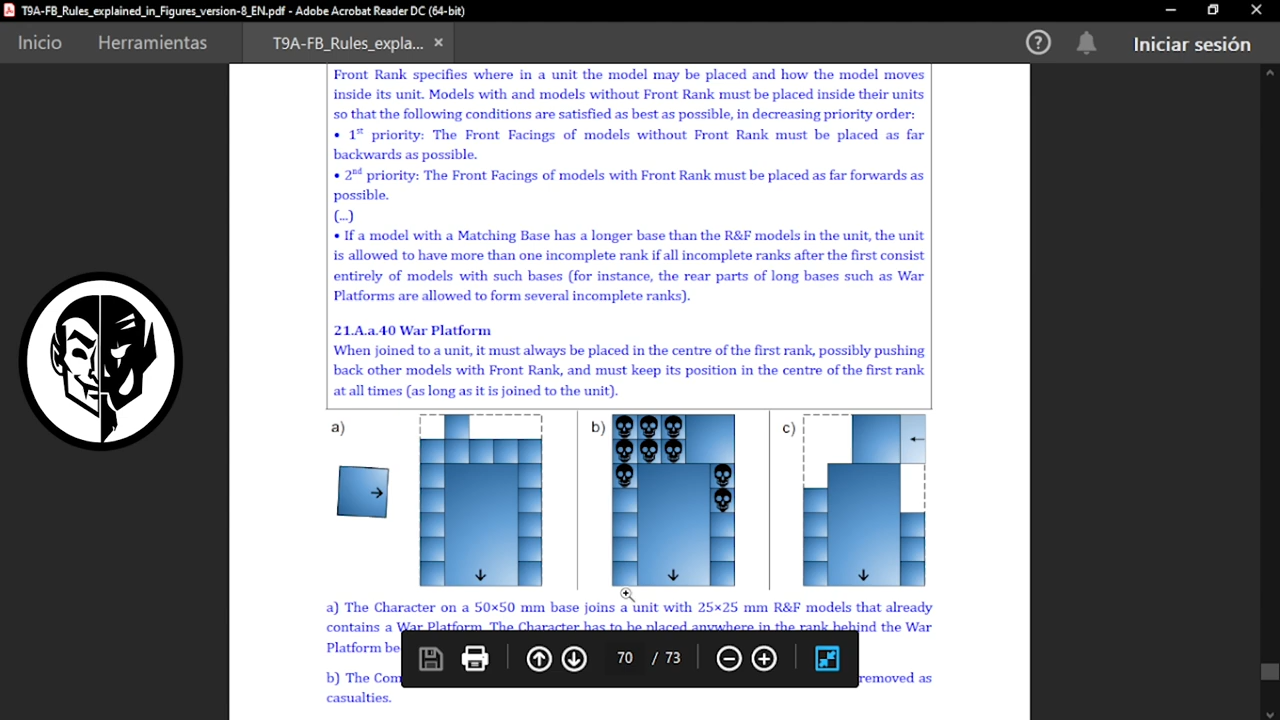 T9A-FB_Rules_explained_in_Figures_version-8_EN.pdf - Adobe Acrobat Reader DC (64-bit)
Inicio Herramientas T9A-FB_Rules_expla... × Iniciar sesión
Front Rank specifies where in a unit the model may be placed and how the model moves
inside its unit. Models with and models without Front Rank must be placed inside their units
so that the following conditions are satisfied as best as possible, in decreasing priority order:
• 1st priority: The Front Facings of models without Front Rank must be placed as far
backwards as possible.
• 2nd priority: The Front Facings of models with Front Rank must be placed as far forwards as
possible.
(...)
• If a model with a Matching Base has a longer base than the R&F models in the unit, the unit
is allowed to have more than one incomplete rank if all incomplete ranks after the first consist
entirely of models with such bases (for instance, the rear parts of long bases such as War
Platforms are allowed to form several incomplete ranks).
21.A.a.40 War Platform
When joined to a unit, it must always be placed in the centre of the first rank, possibly pushing
back other models with Front Rank, and must keep its position in the centre of the first rank
at all times (as long as it is joined to the unit).
a) b) c)
a) The Character on a 50×50 mm base joins a unit with 25×25 mm R&F models that already
contains a War Platform. The Character has to be placed anywhere in the rank behind the War
Platform be
b) The Com removed as
casualties.
70 / 73